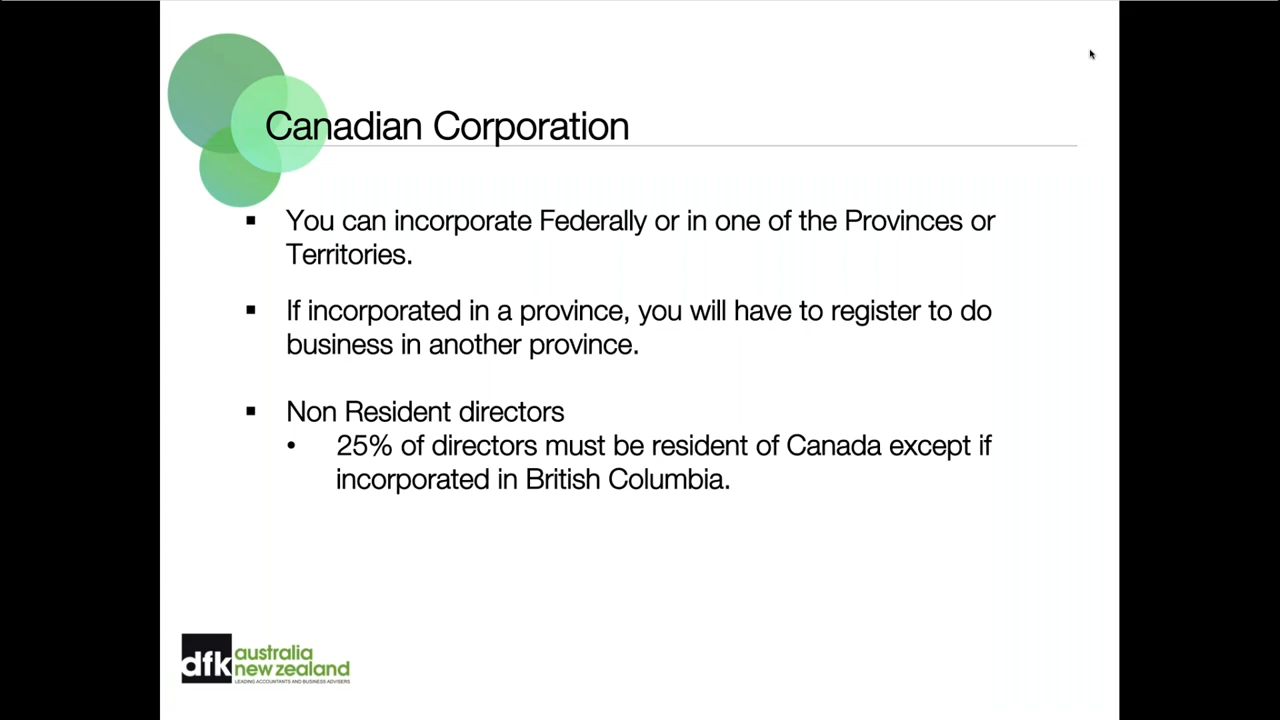 Canadian Corporation
▪ You can incorporate Federally or in one of the Provinces or
Territories.
▪ If incorporated in a province, you will have to register to do
business in another province.
▪ Non Resident directors
• 25% of directors must be resident of Canada except if
incorporated in British Columbia.
dfk australia
new zealand
LEADING ACCOUNTANTS AND BUSINESS ADVISERS